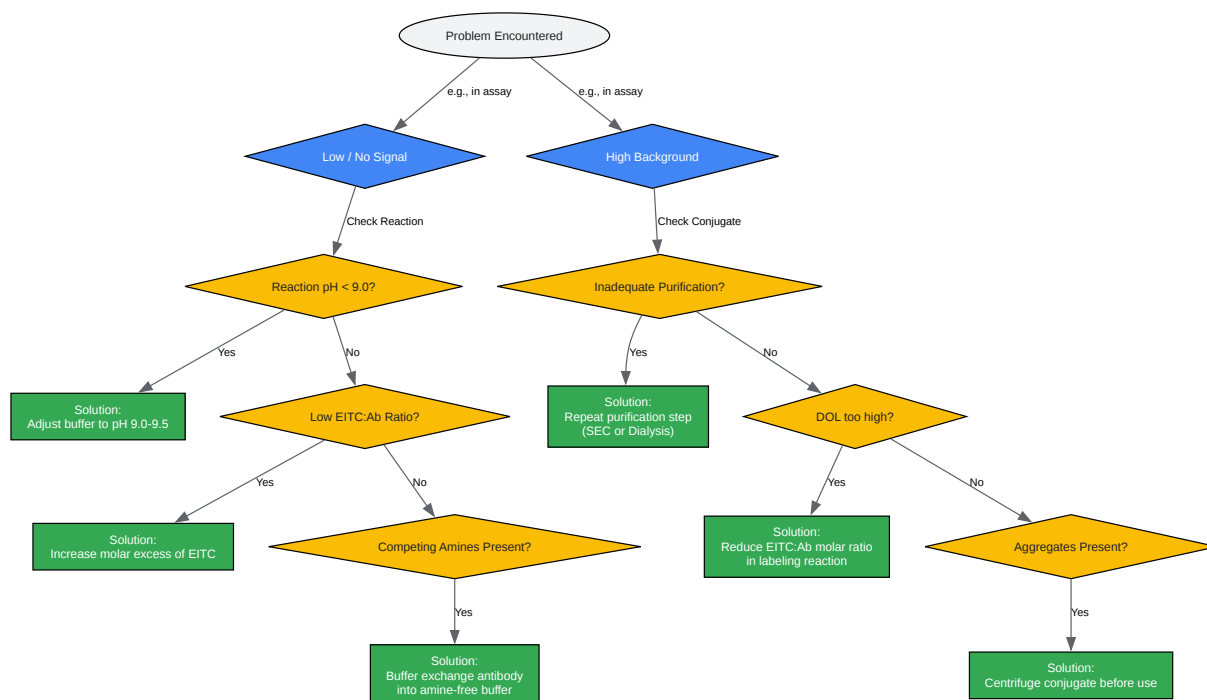 Problem Encountered
e.g., in assay
e.g., in assay
Low / No Signal
High Background
Check Reaction
Check Conjugate
Reaction pH < 9.0?
Inadequate Purification?
Yes
No
Yes
No
Solution:
Adjust buffer to pH 9.0-9.5
Low EITC:Ab Ratio?
Solution:
Repeat purification step
(SEC or Dialysis)
DOL too high?
Yes
No
Yes
No
Solution:
Increase molar excess of EITC
Competing Amines Present?
Solution:
Reduce EITC:Ab molar ratio
in labeling reaction
Aggregates Present?
Yes
Yes
Solution:
Buffer exchange antibody
into amine-free buffer
Solution:
Centrifuge conjugate before use